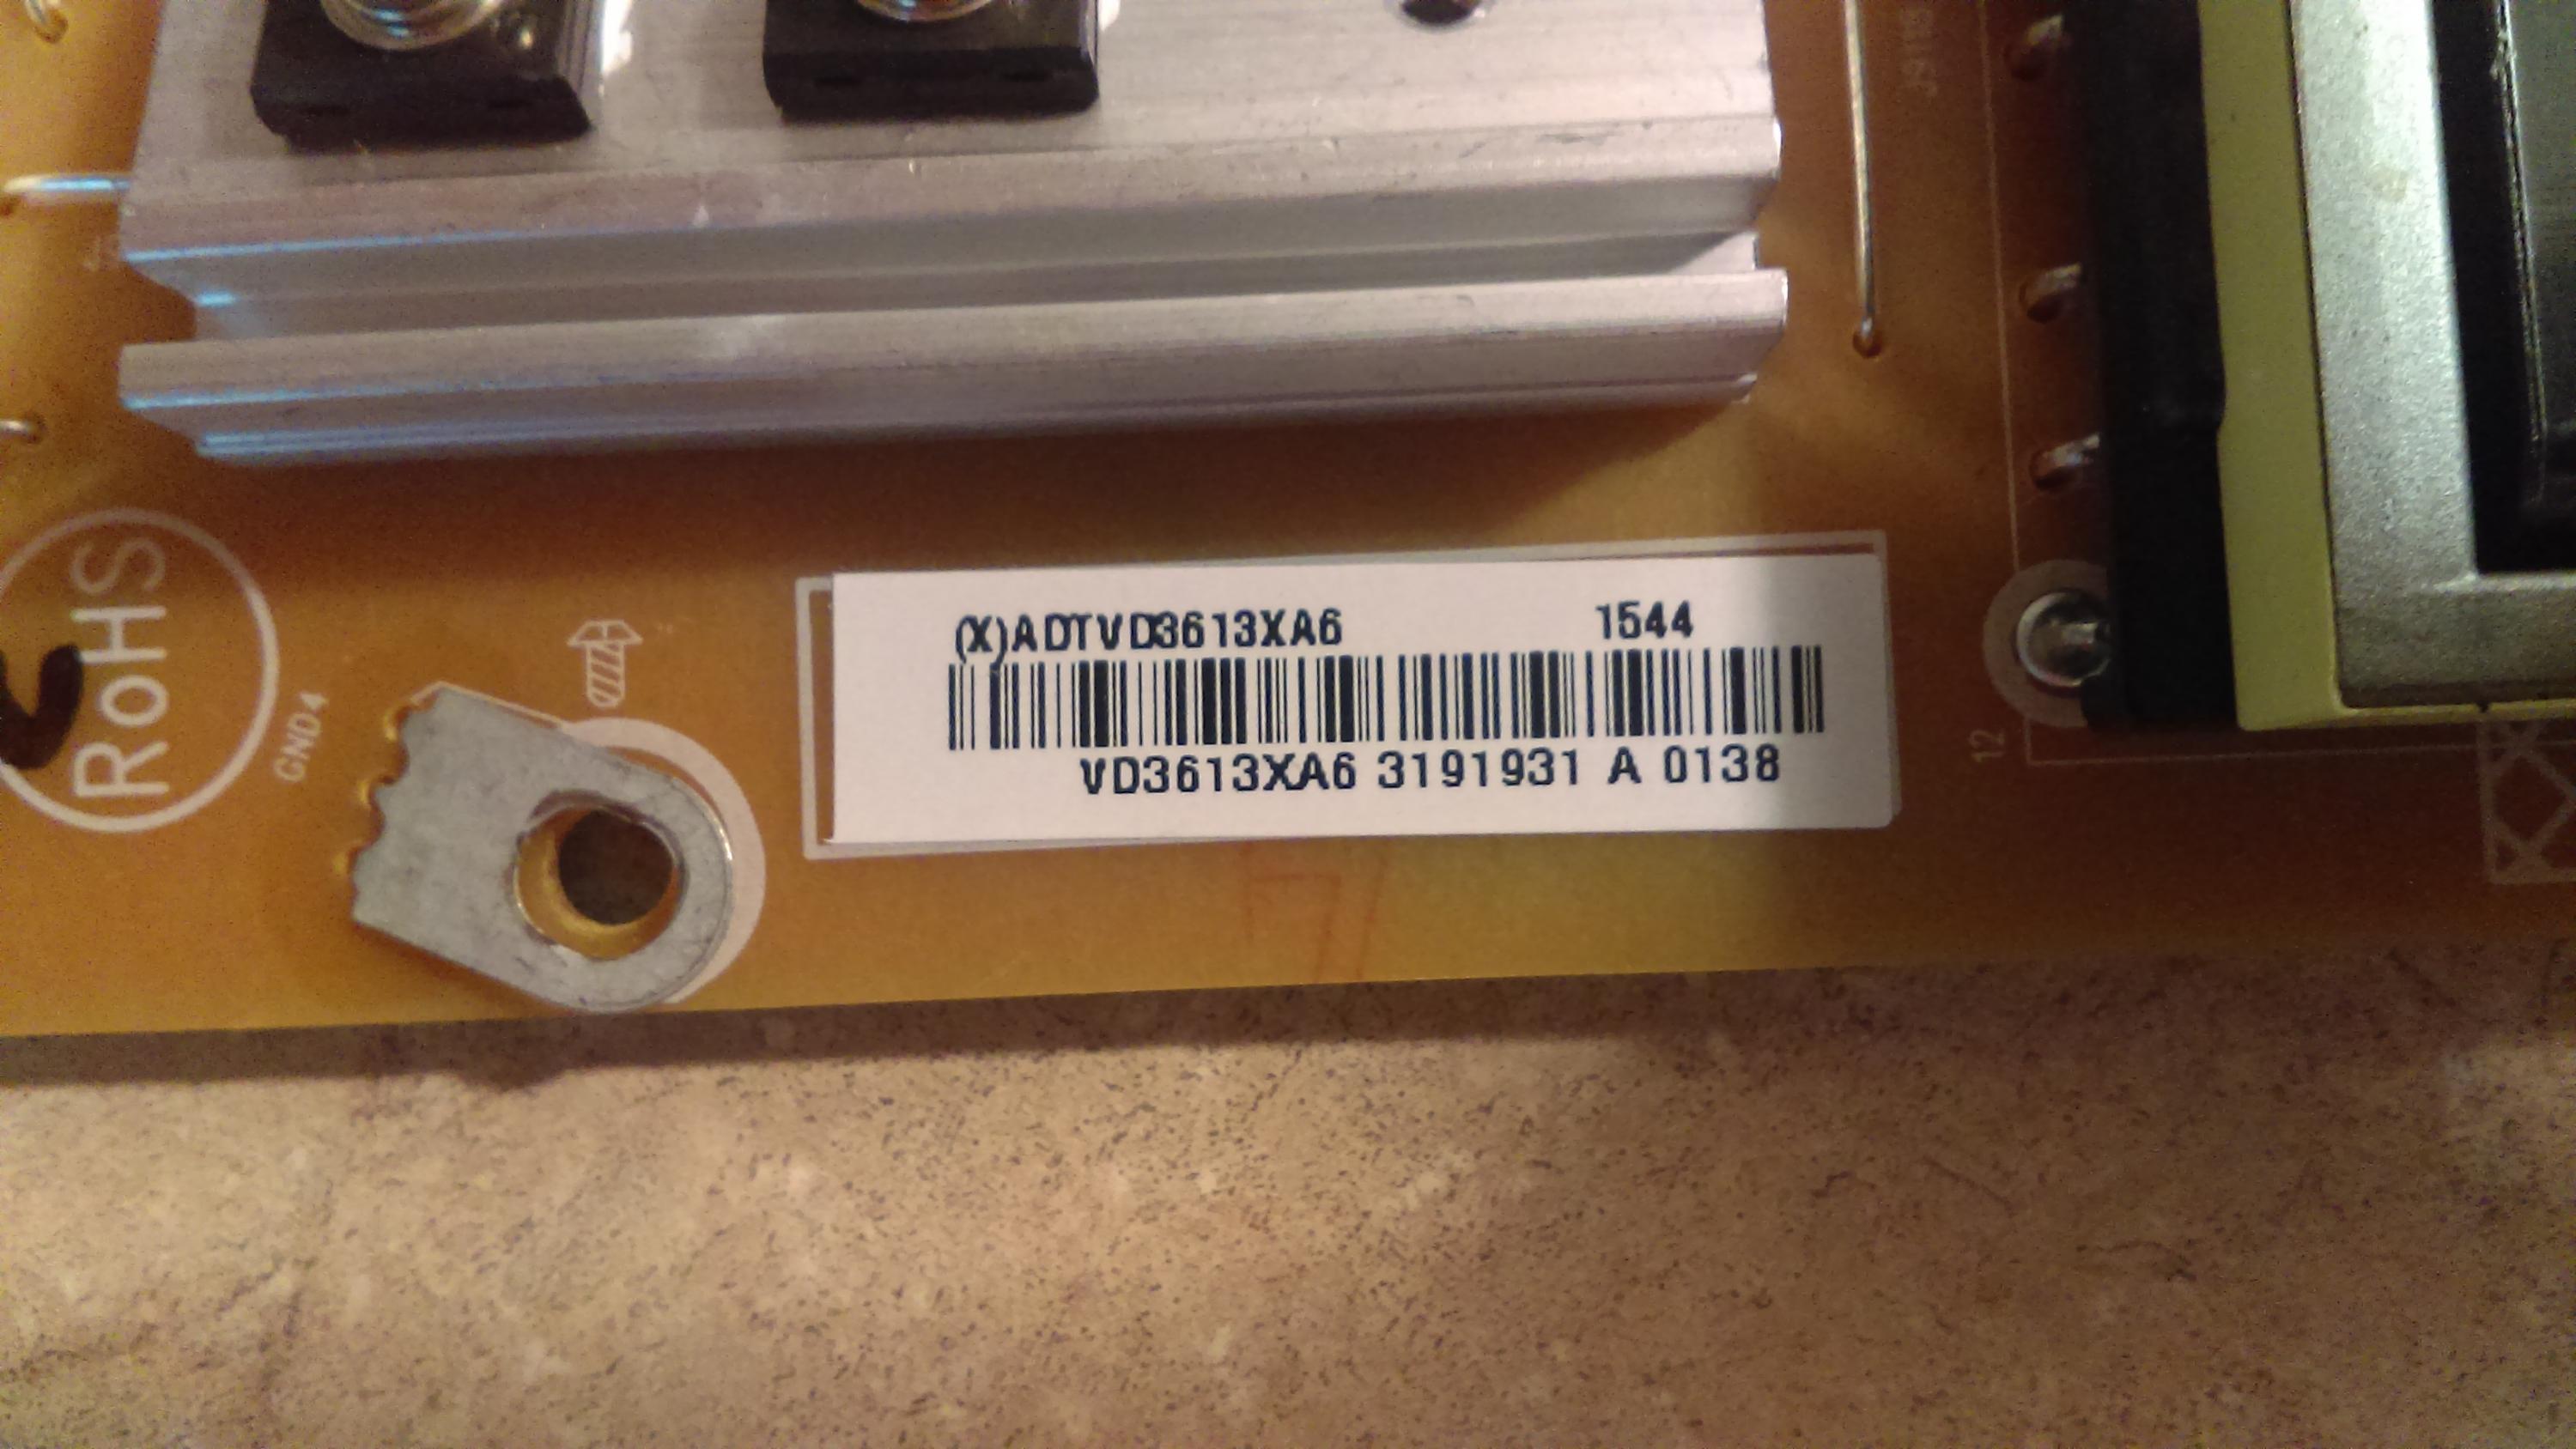 (X)ADTVD3613XA6 1544
VD3613XA6 3191931 A 0138
RoHS
GND4
12